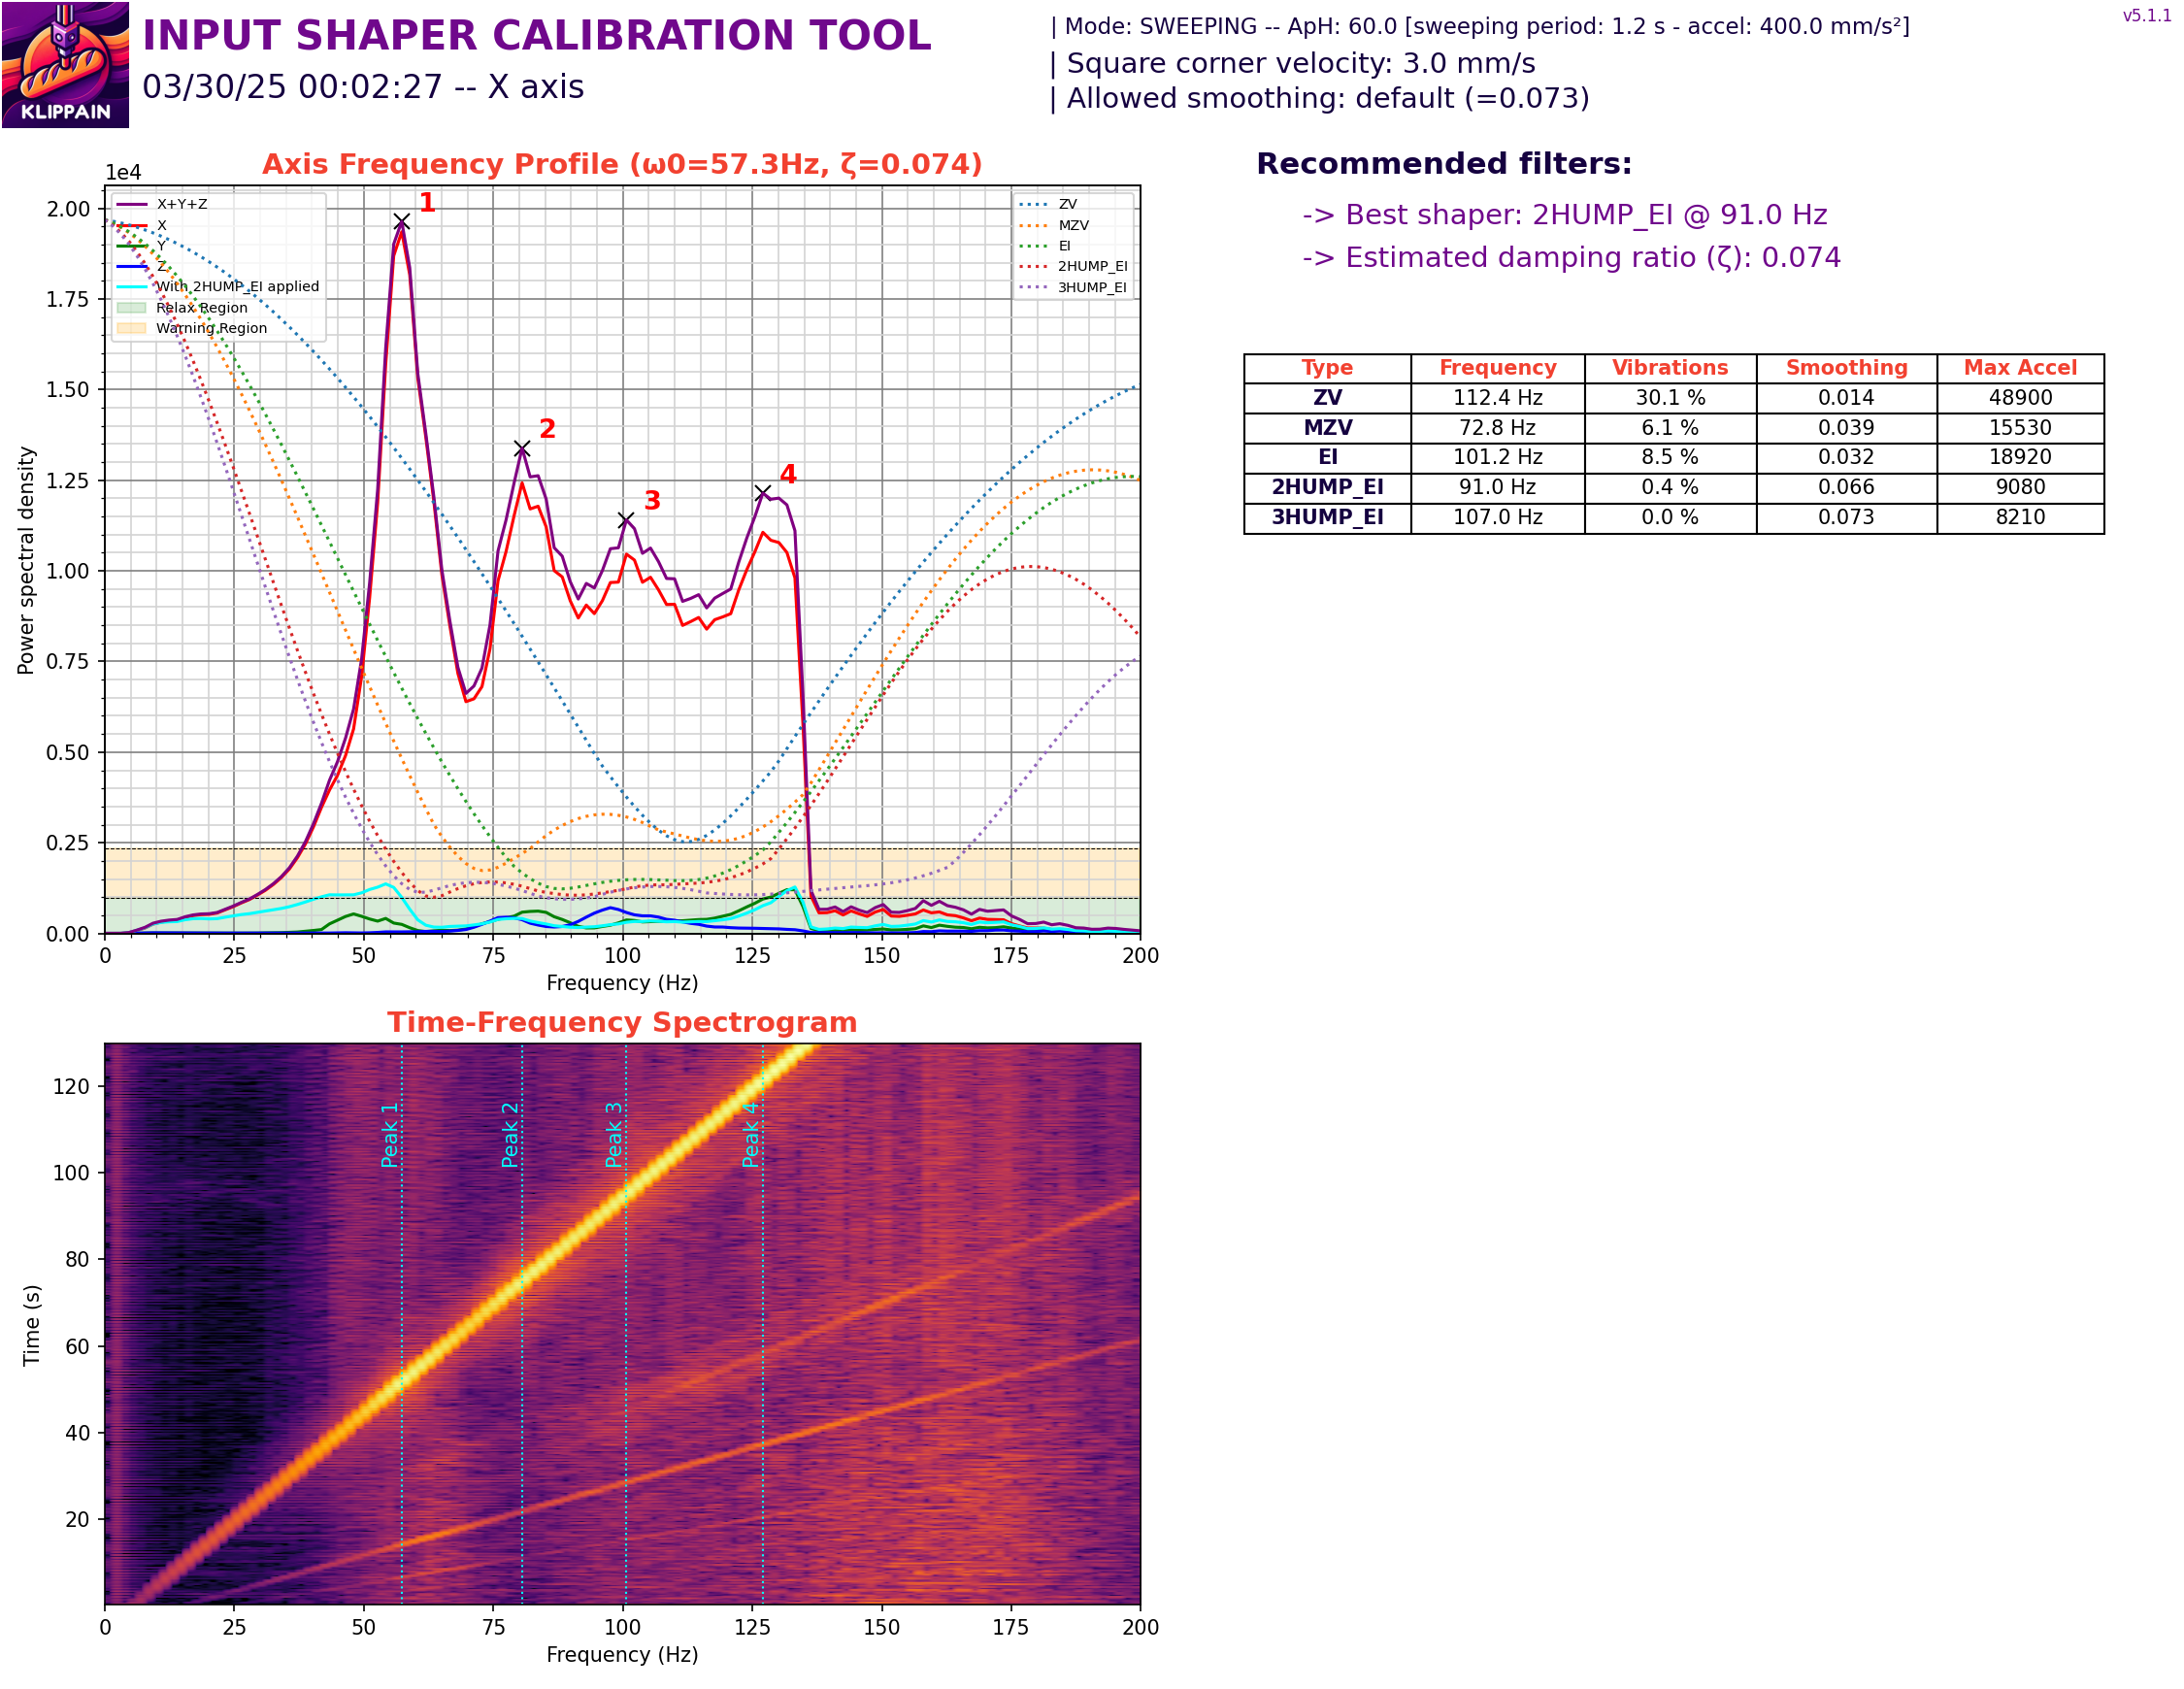 KLIPPAIN
INPUT SHAPER CALIBRATION TOOL
03/30/25 00:02:27 -- X axis
| Mode: SWEEPING -- ApH: 60.0 [sweeping period: 1.2 s - accel: 400.0 mm/s²]
| Square corner velocity: 3.0 mm/s
| Allowed smoothing: default (=0.073)
v5.1.1
Axis Frequency Profile (ω0=57.3Hz, ζ=0.074)
1e4
2.00
1.75
1.50
1.25
1.00
0.75
0.50
0.25
0.00
Power spectral density
X+Y+Z
X
Y
Z
With 2HUMP_EI applied
Relax Region
Warning Region
1
2
3
4
ZV
MZV
EI
2HUMP_EI
3HUMP_EI
0 25 50 75 100 125 150 175 200
Frequency (Hz)
Recommended filters:
-> Best shaper: 2HUMP_EI @ 91.0 Hz
-> Estimated damping ratio (ζ): 0.074
Type Frequency Vibrations Smoothing Max Accel
ZV 112.4 Hz 30.1 % 0.014 48900
MZV 72.8 Hz 6.1 % 0.039 15530
EI 101.2 Hz 8.5 % 0.032 18920
2HUMP_EI 91.0 Hz 0.4 % 0.066 9080
3HUMP_EI 107.0 Hz 0.0 % 0.073 8210
Time-Frequency Spectrogram
120
100
80
60
40
20
Time (s)
Peak 1
Peak 2
Peak 3
Peak 4
0 25 50 75 100 125 150 175 200
Frequency (Hz)